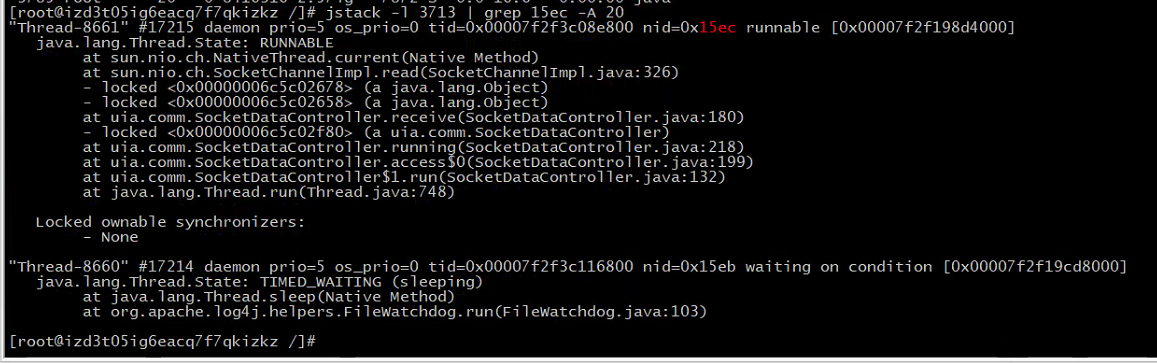 [root@izd3t05ig6eacq7f7qkizkz /]# jstack -l 3713 | grep 15ec -A 20
"Thread-8661" #17215 daemon prio=5 os_prio=0 tid=0x00007f2f3c08e800 nid=0x15ec runnable [0x00007f2f198d4000]
   java.lang.Thread.State: RUNNABLE
        at sun.nio.ch.NativeThread.current(Native Method)
        at sun.nio.ch.SocketChannelImpl.read(SocketChannelImpl.java:326)
        - locked <0x00000006c5c02678> (a java.lang.Object)
        - locked <0x00000006c5c02658> (a java.lang.Object)
        at uia.comm.SocketDataController.receive(SocketDataController.java:180)
        - locked <0x00000006c5c02f80> (a uia.comm.SocketDataController)
        at uia.comm.SocketDataController.running(SocketDataController.java:218)
        at uia.comm.SocketDataController.access$0(SocketDataController.java:199)
        at uia.comm.SocketDataController$1.run(SocketDataController.java:132)
        at java.lang.Thread.run(Thread.java:748)
   Locked ownable synchronizers:
        - None
"Thread-8660" #17214 daemon prio=5 os_prio=0 tid=0x00007f2f3c116800 nid=0x15eb waiting on condition [0x00007f2f19cd8000]
   java.lang.Thread.State: TIMED_WAITING (sleeping)
        at java.lang.Thread.sleep(Native Method)
        at org.apache.log4j.helpers.FileWatchdog.run(FileWatchdog.java:103)
[root@izd3t05ig6eacq7f7qkizkz /]#